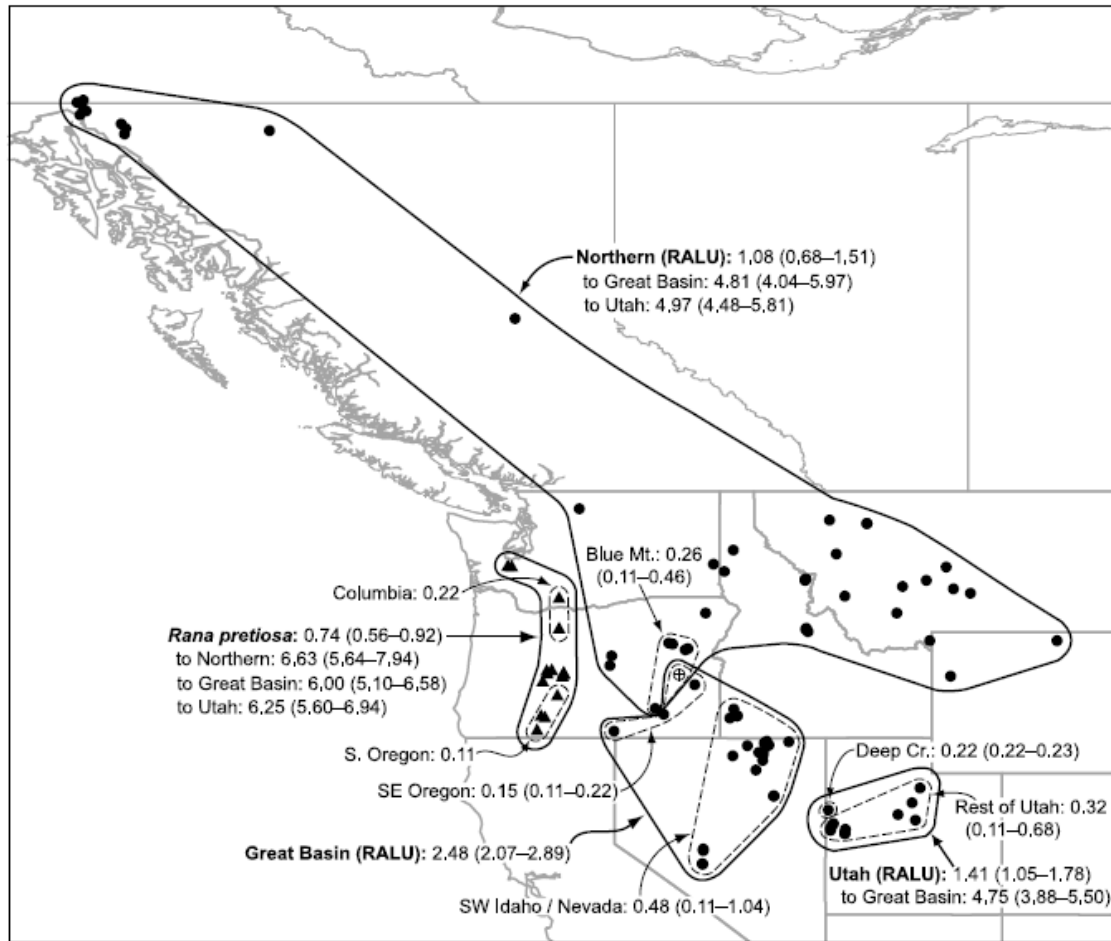 Northern (RALU): 1.08 (0.68–1.51)
to Great Basin: 4.81 (4.04–5.97)
to Utah: 4.97 (4.48–5.81)
Blue Mt.: 0.26
(0.11–0.46)
Columbia: 0.22
Rana pretiosa: 0.74 (0.56–0.92)
to Northern: 6.63 (5.64–7.94)
to Great Basin: 6.00 (5.10–6.58)
to Utah: 6.25 (5.60–6.94)
S. Oregon: 0.11
SE Oregon: 0.15 (0.11–0.22)
Deep Cr.: 0.22 (0.22–0.23)
Rest of Utah: 0.32
(0.11–0.68)
Great Basin (RALU): 2.48 (2.07–2.89)
Utah (RALU): 1.41 (1.05–1.78)
to Great Basin: 4.75 (3.88–5.50)
SW Idaho / Nevada: 0.48 (0.11–1.04)